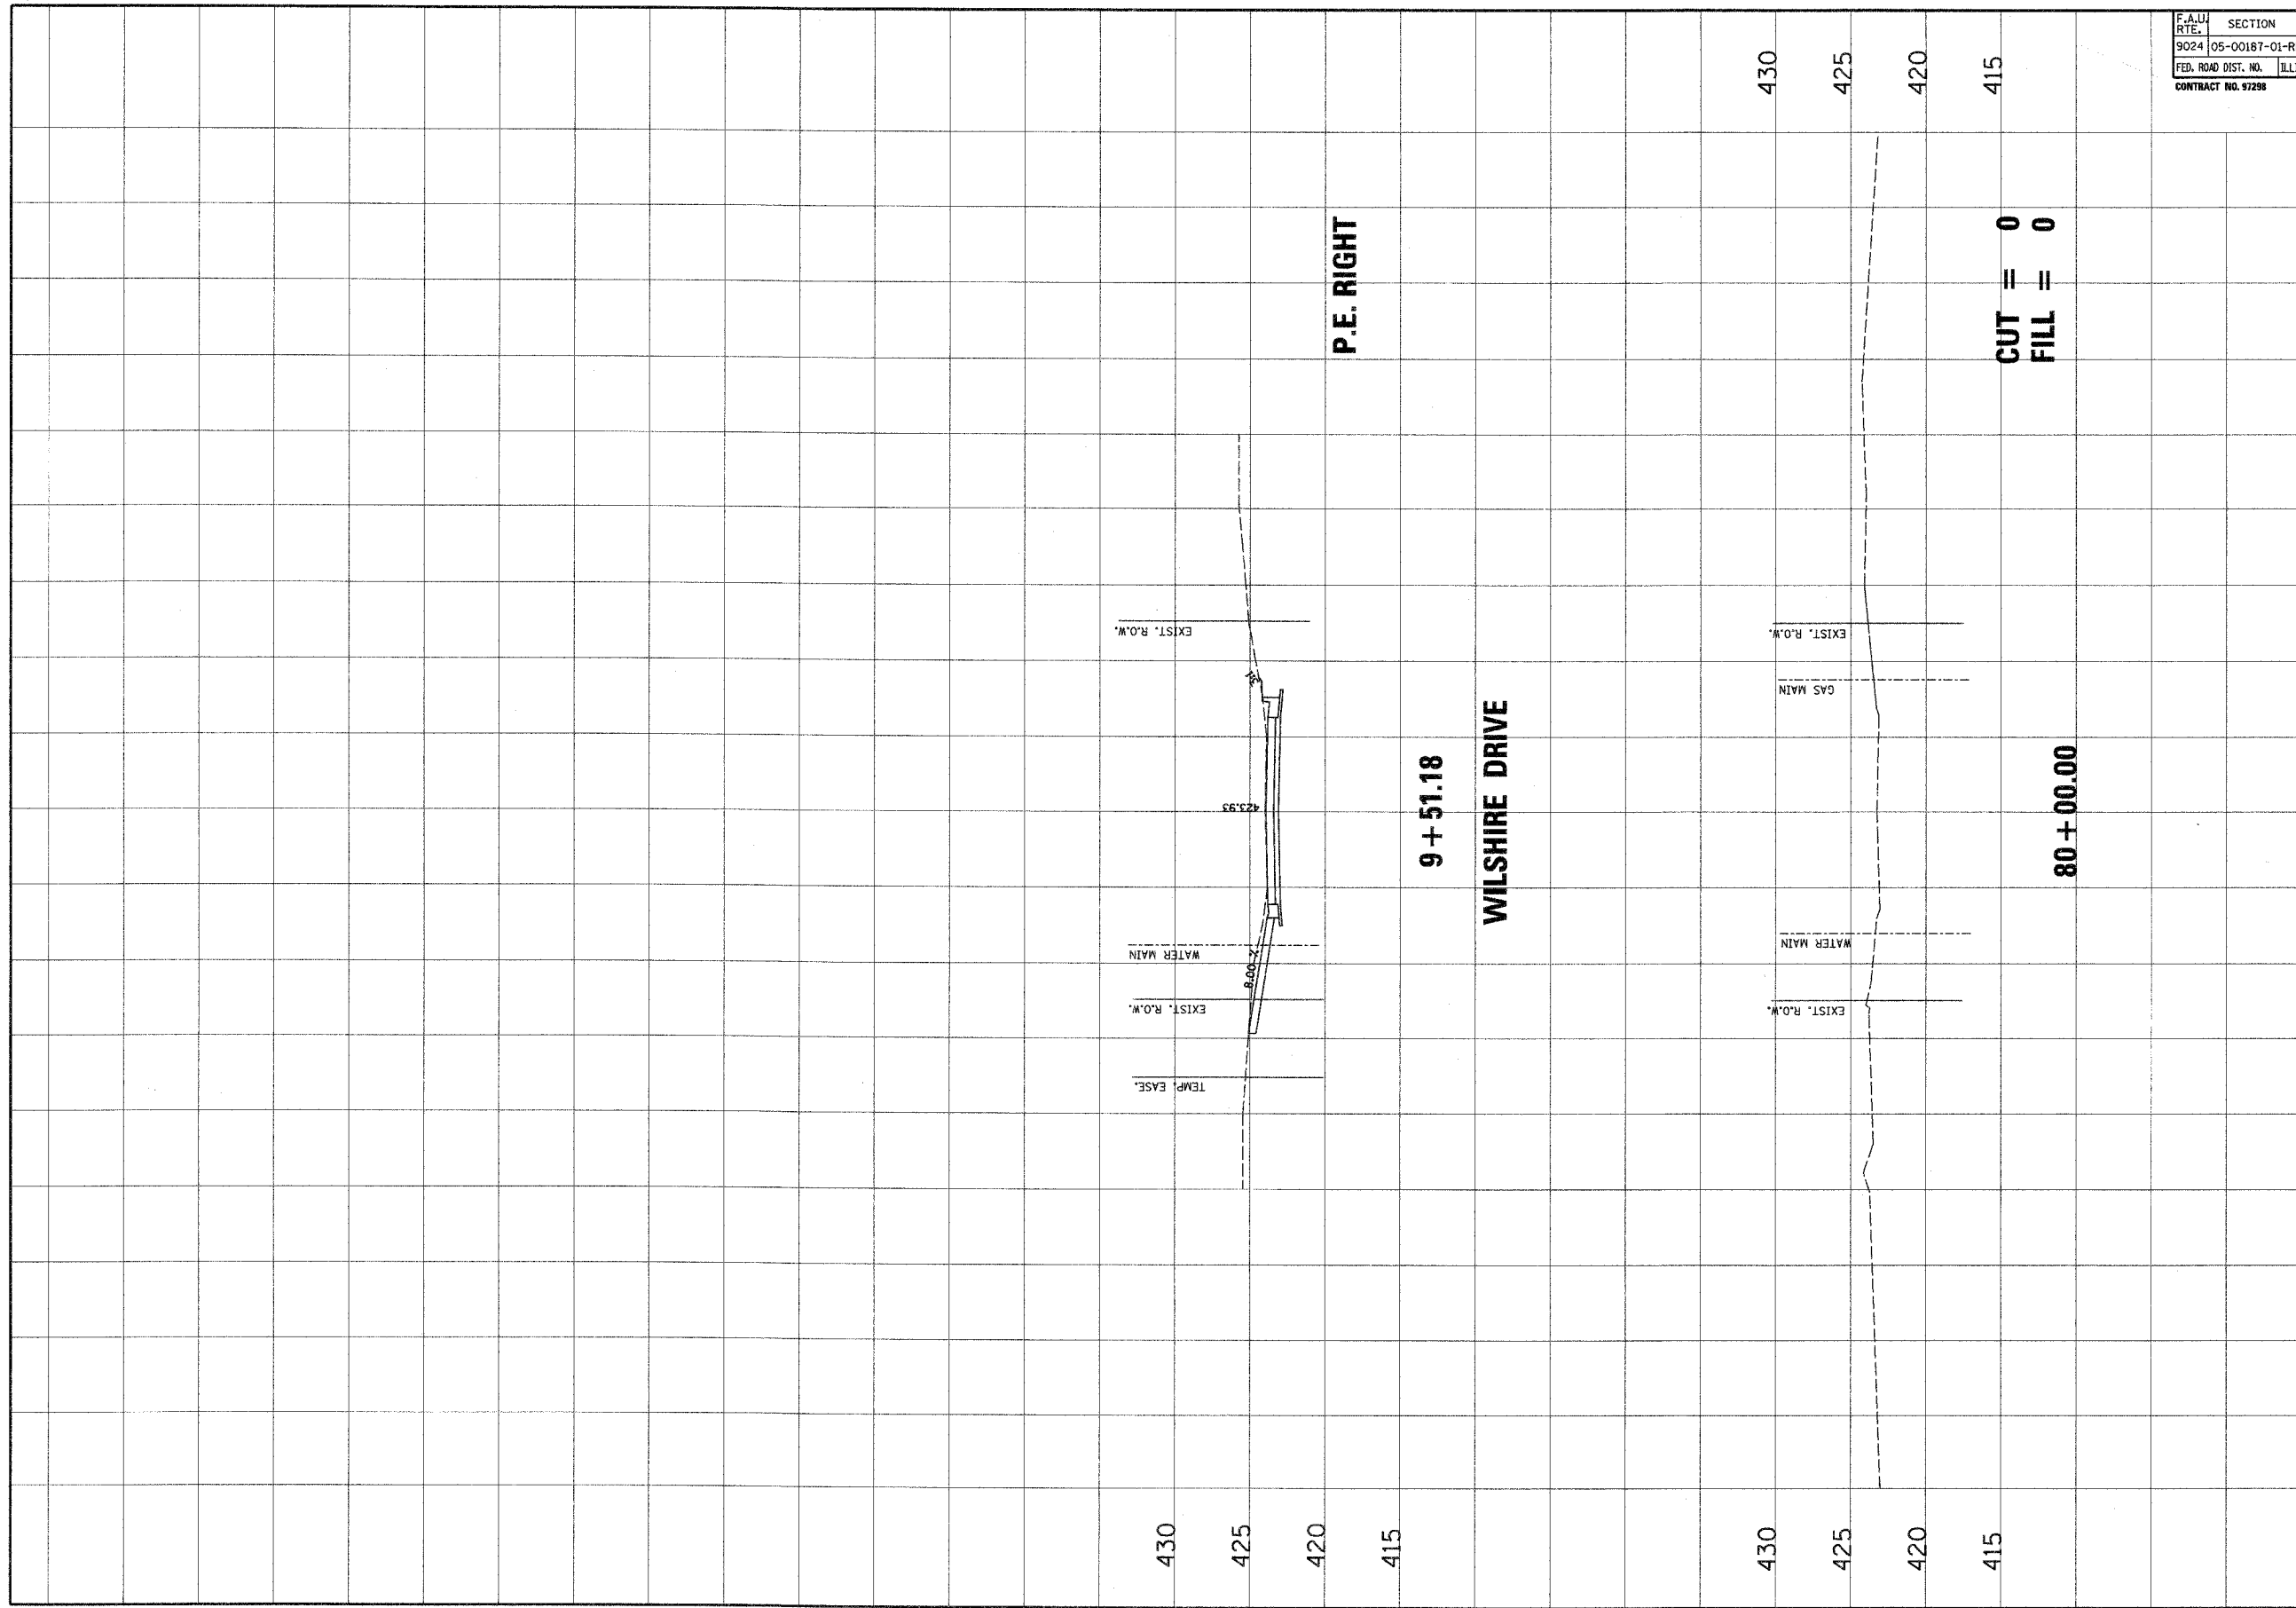 F.A.U. RTE. SECTION
9024 05-00187-01-R
FED. ROAD DIST. NO.
CONTRACT NO. 97298
430
425
420
415
P.E. RIGHT
EXIST. R.O.W.
423.93
WATER MAIN
8.00 %
EXIST. R.O.W.
TEMP. EASE.
9+51.18
WILSHIRE DRIVE
430
425
420
415
CUT = 0
FILL = 0
EXIST. R.O.W.
GAS MAIN
WATER MAIN
EXIST. R.O.W.
80+00.00
430
425
420
415